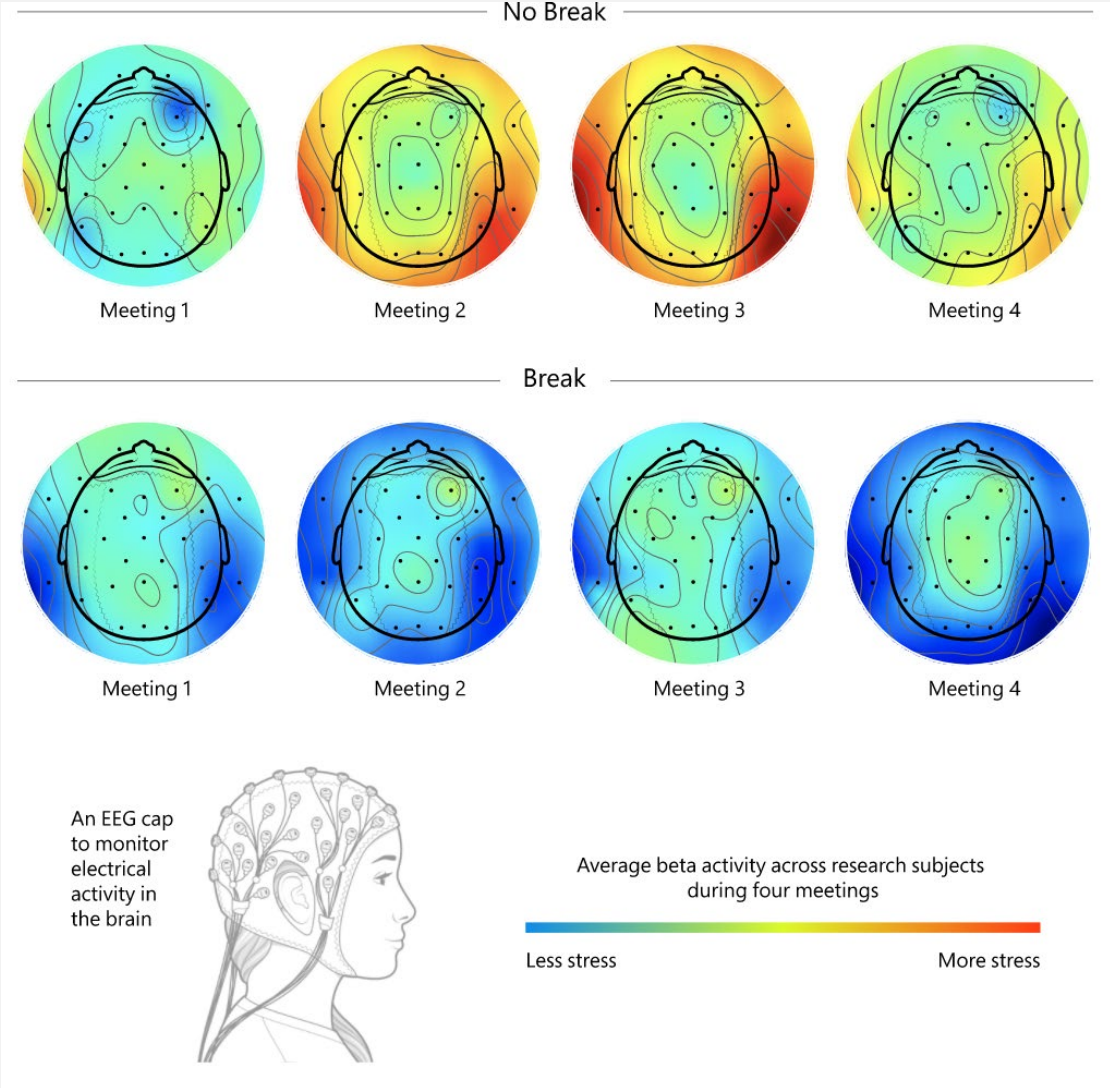 No Break
Meeting 1
Meeting 2
Meeting 3
Meeting 4
Break
Meeting 1
Meeting 2
Meeting 3
Meeting 4
An EEG cap
to monitor
electrical
activity in
the brain
Average beta activity across research subjects
during four meetings
Less stress
More stress